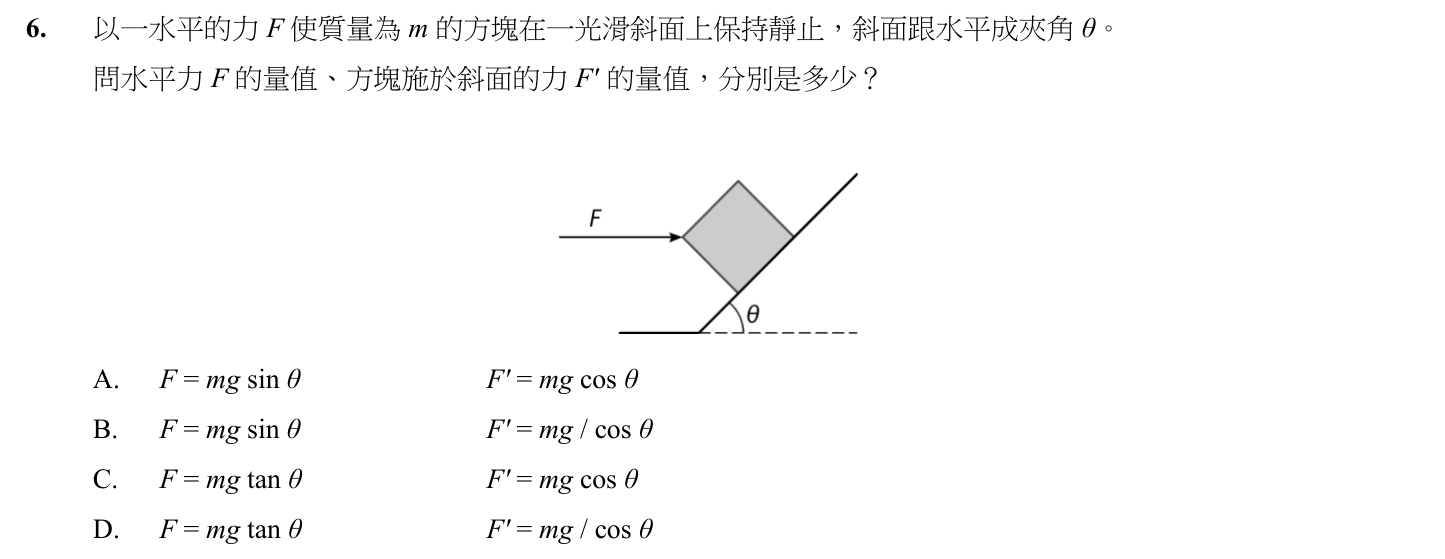 6. 以一水平的力 F 使質量為 m 的方塊在一光滑斜面上保持靜止，斜面跟水平成夾角 θ。
問水平力 F 的量值、方塊施於斜面的力 F′ 的量值，分別是多少？
F
θ
A. F = mg sin θ F′ = mg cos θ
B. F = mg sin θ F′ = mg / cos θ
C. F = mg tan θ F′ = mg cos θ
D. F = mg tan θ F′ = mg / cos θ